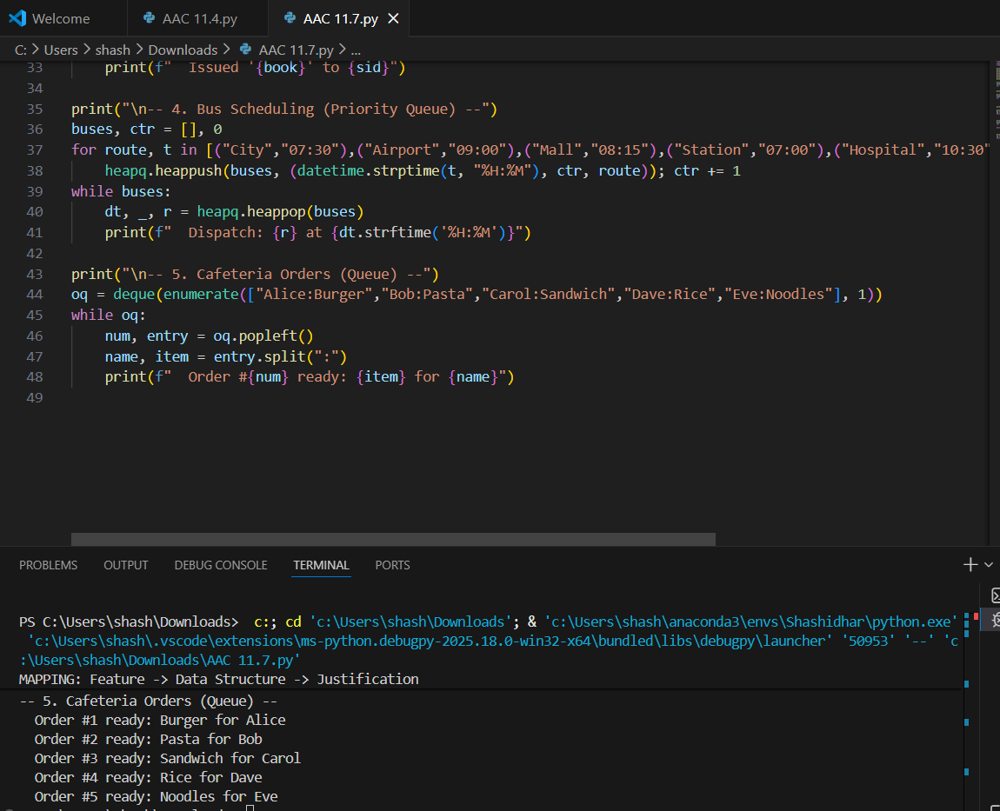 Welcome
AAC 11.4.py
AAC 11.7.py
C: > Users > shash > Downloads > AAC 11.7.py > ...
33 print(f"  Issued '{book}' to {sid}")
34
35 print("\n-- 4. Bus Scheduling (Priority Queue) --")
36 buses, ctr = [], 0
37 for route, t in [("City","07:30"),("Airport","09:00"),("Mall","08:15"),("Station","07:00"),("Hospital","10:30"
38     heapq.heappush(buses, (datetime.strptime(t, "%H:%M"), ctr, route)); ctr += 1
39 while buses:
40     dt, _, r = heapq.heappop(buses)
41     print(f"  Dispatch: {r} at {dt.strftime('%H:%M')}")
42
43 print("\n-- 5. Cafeteria Orders (Queue) --")
44 oq = deque(enumerate(["Alice:Burger","Bob:Pasta","Carol:Sandwich","Dave:Rice","Eve:Noodles"], 1))
45 while oq:
46     num, entry = oq.popleft()
47     name, item = entry.split(":")
48     print(f"  Order #{num} ready: {item} for {name}")
49
PROBLEMS OUTPUT DEBUG CONSOLE TERMINAL PORTS
PS C:\Users\shash\Downloads>  c:; cd 'c:\Users\shash\Downloads'; & 'c:\Users\shash\anaconda3\envs\Shashidhar\python.exe'
'c:\Users\shash\.vscode\extensions\ms-python.debugpy-2025.18.0-win32-x64\bundled\libs\debugpy\launcher' '50953' '--' 'c
:\Users\shash\Downloads\AAC 11.7.py'
MAPPING: Feature -> Data Structure -> Justification
-- 5. Cafeteria Orders (Queue) --
  Order #1 ready: Burger for Alice
  Order #2 ready: Pasta for Bob
  Order #3 ready: Sandwich for Carol
  Order #4 ready: Rice for Dave
  Order #5 ready: Noodles for Eve